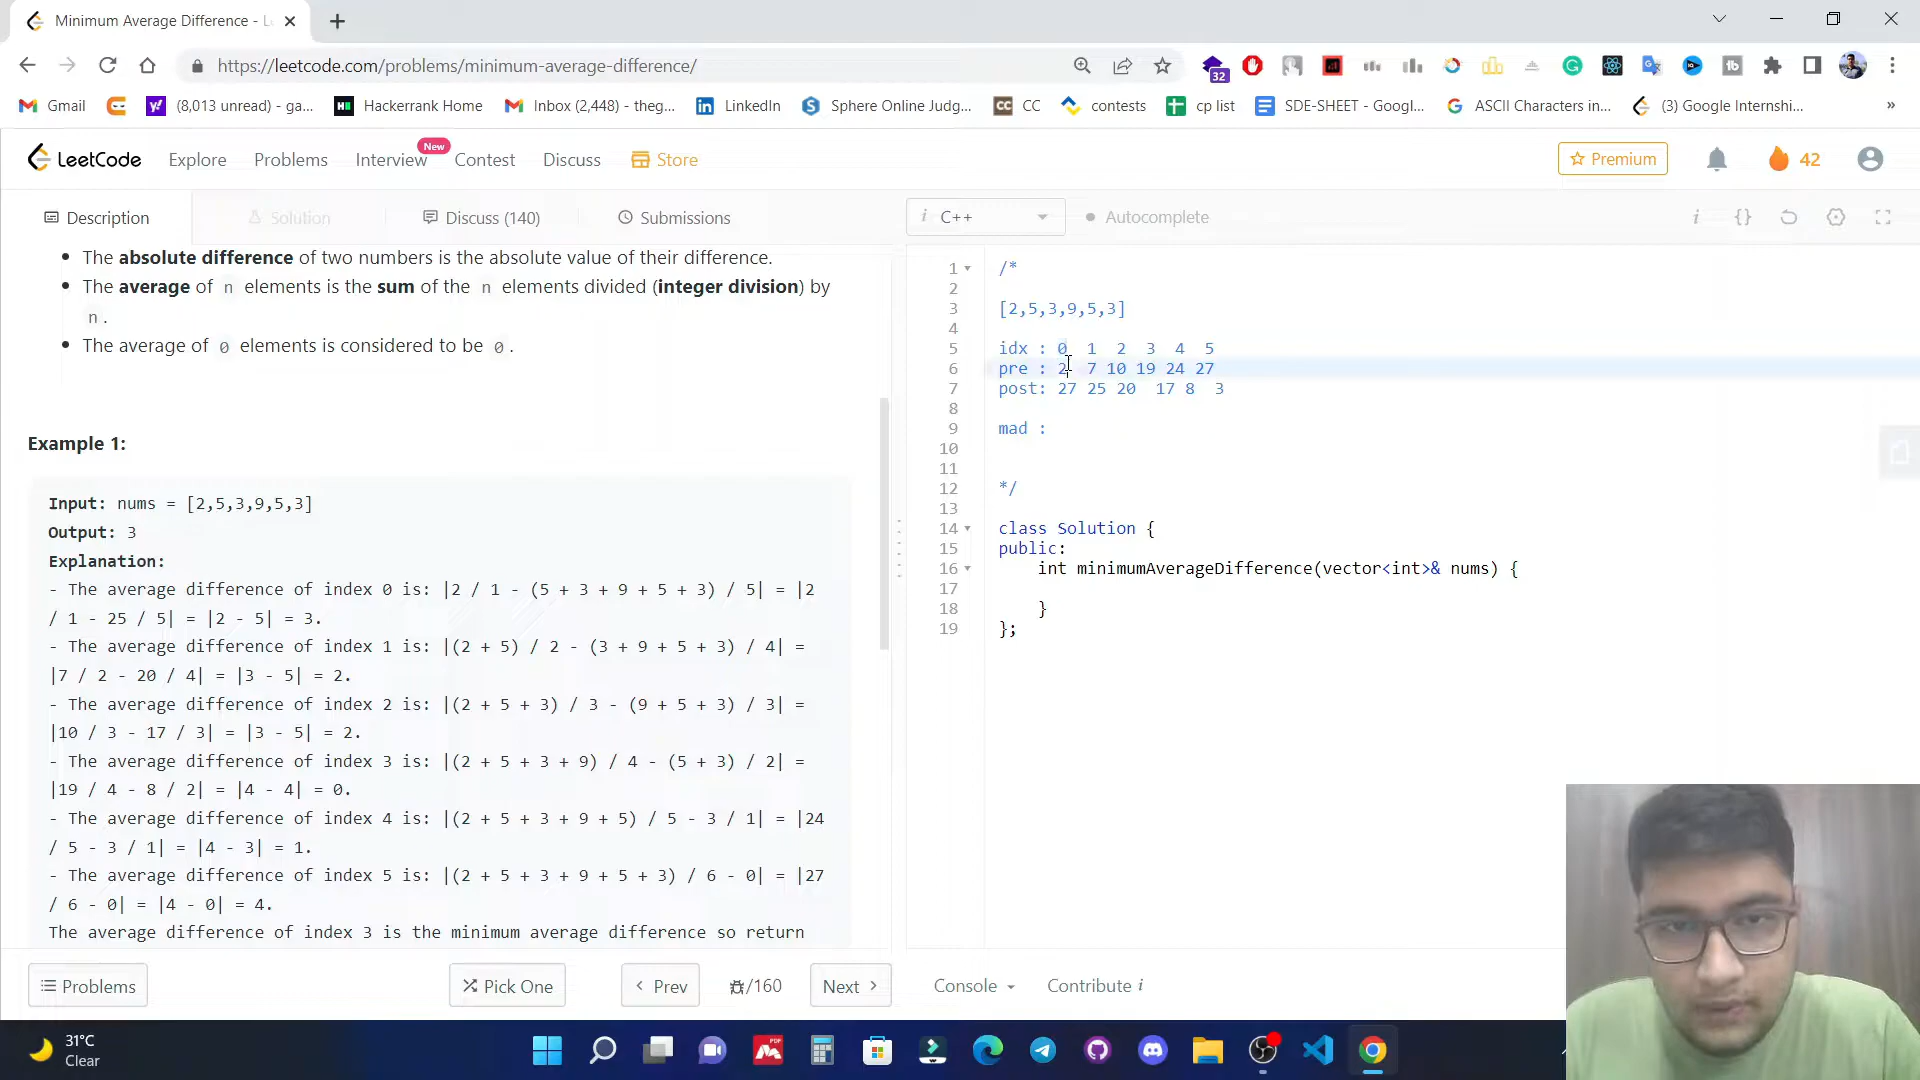 Minimum Average Difference - L
https://leetcode.com/problems/minimum-average-difference/
32
Gmail
(8,013 unread) - ga...
Hackerrank Home
Inbox (2,448) - theg...
LinkedIn
Sphere Online Judg...
CC
contests
cp list
SDE-SHEET - Googl...
ASCII Characters in...
(3) Google Internshi...
»
LeetCode
Explore
Problems
Interview
New
Contest
Discuss
Store
Premium
42
Description
Solution
Discuss (140)
Submissions
i C++
Autocomplete
• The absolute difference of two numbers is the absolute value of their difference.
• The average of n elements is the sum of the n elements divided (integer division) by
n.
• The average of 0 elements is considered to be 0.
Example 1:
Input: nums = [2,5,3,9,5,3]
Output: 3
Explanation:
- The average difference of index 0 is: |2 / 1 - (5 + 3 + 9 + 5 + 3) / 5| = |2
/ 1 - 25 / 5| = |2 - 5| = 3.
- The average difference of index 1 is: |(2 + 5) / 2 - (3 + 9 + 5 + 3) / 4| =
|7 / 2 - 20 / 4| = |3 - 5| = 2.
- The average difference of index 2 is: |(2 + 5 + 3) / 3 - (9 + 5 + 3) / 3| =
|10 / 3 - 17 / 3| = |3 - 5| = 2.
- The average difference of index 3 is: |(2 + 5 + 3 + 9) / 4 - (5 + 3) / 2| =
|19 / 4 - 8 / 2| = |4 - 4| = 0.
- The average difference of index 4 is: |(2 + 5 + 3 + 9 + 5) / 5 - 3 / 1| = |24
/ 5 - 3 / 1| = |4 - 3| = 1.
- The average difference of index 5 is: |(2 + 5 + 3 + 9 + 5 + 3) / 6 - 0| = |27
/ 6 - 0| = |4 - 0| = 4.
The average difference of index 3 is the minimum average difference so return
1 /*
2
3 [2,5,3,9,5,3]
4
5 idx : 0 1 2 3 4 5
6 pre : 2 7 10 19 24 27
7 post: 27 25 20 17 8 3
8
9 mad :
10
11
12 */
13
14 class Solution {
15 public:
16 int minimumAverageDifference(vector<int>& nums) {
17
18 }
19 };
Problems
Pick One
Prev
/160
Next
Console
Contribute i
31°C
Clear